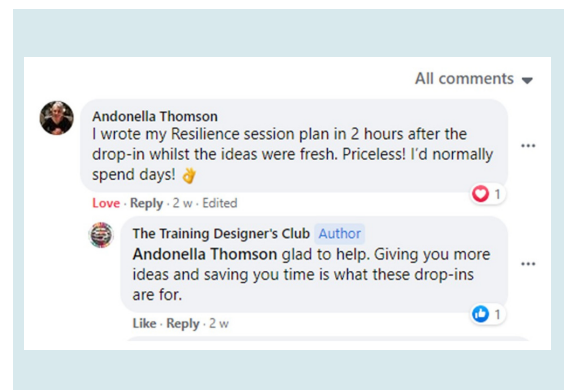 All comments
Andonella Thomson
I wrote my Resilience session plan in 2 hours after the
drop-in whilst the ideas were fresh. Priceless! I'd normally
spend days! 👌
1
Love · Reply · 2 w · Edited
The Training Designer's Club Author
Andonella Thomson glad to help. Giving you more
ideas and saving you time is what these drop-ins
are for.
1
Like · Reply · 2 w